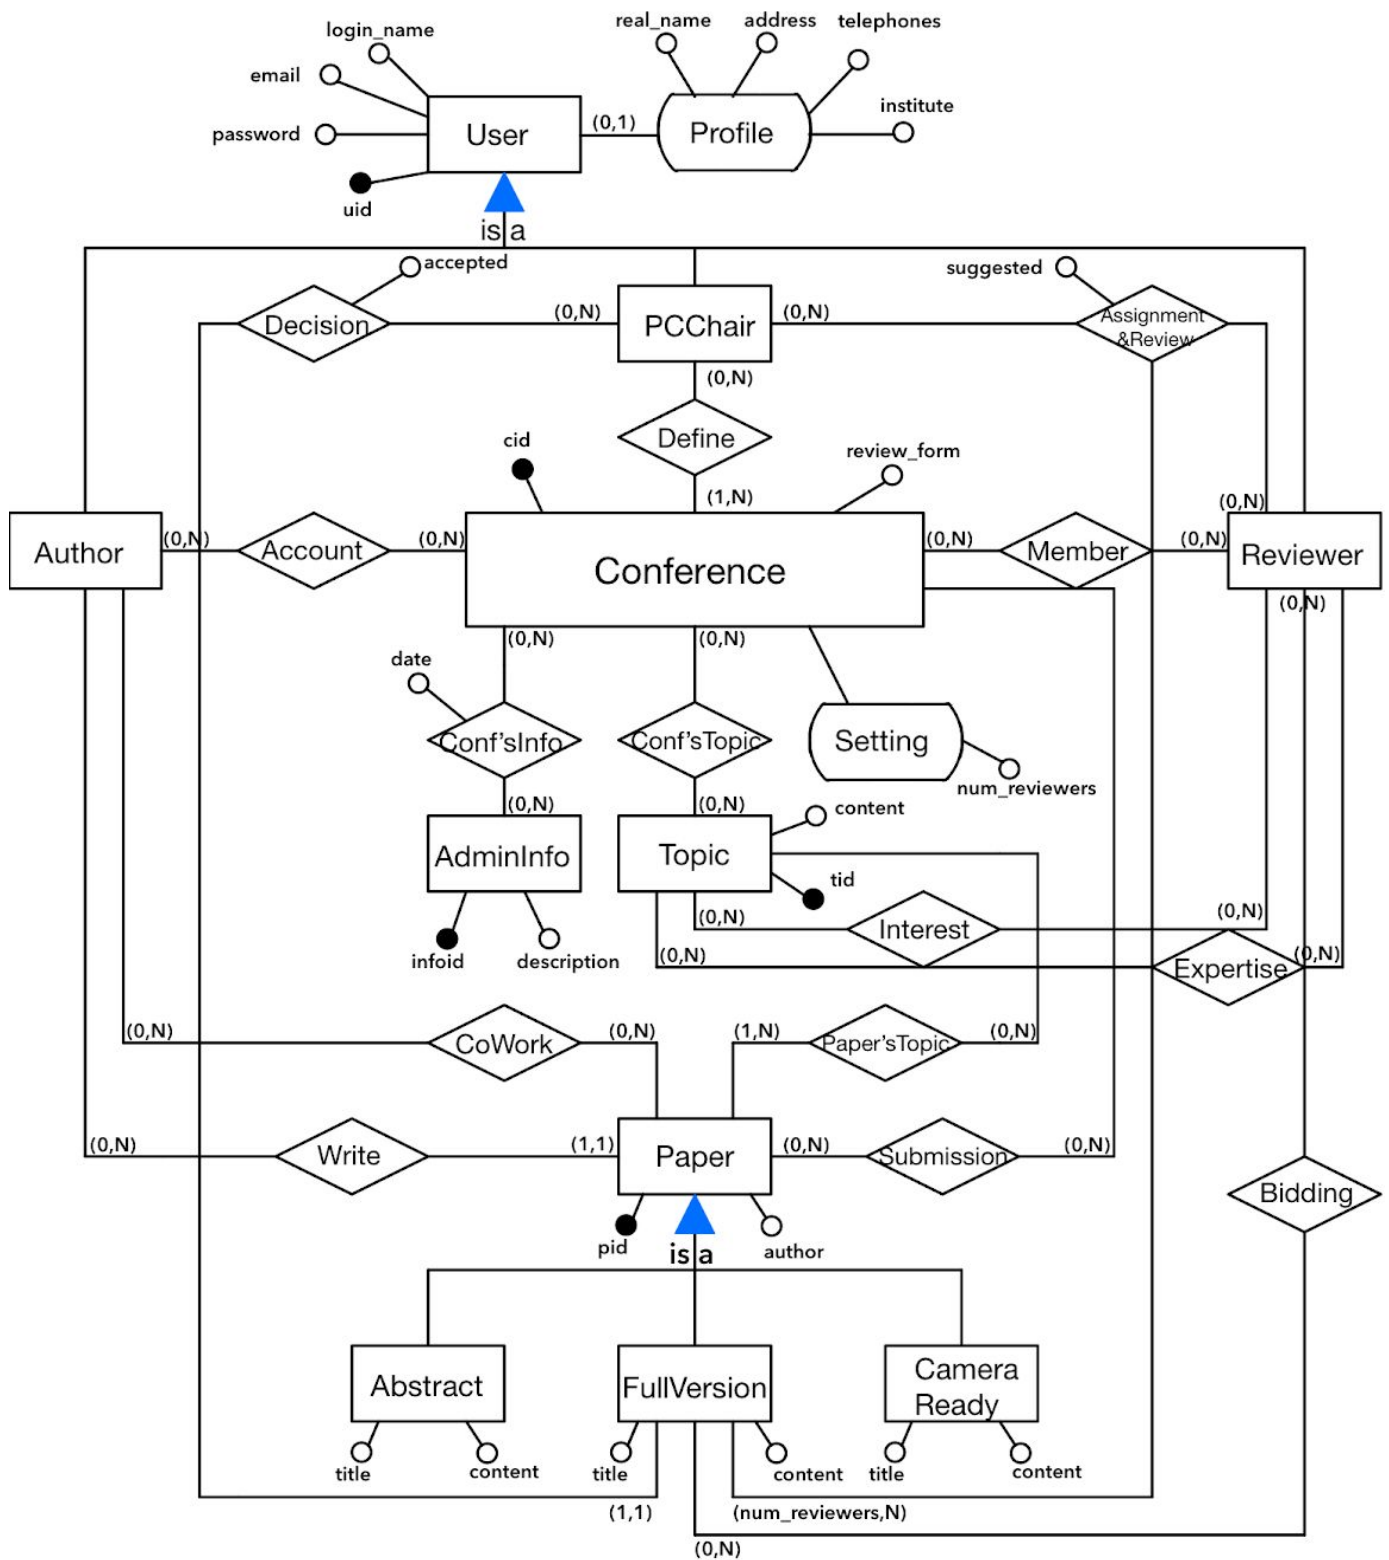 real_name
address
telephones
login_name
email
institute
(0,1)
password
User
Profile
uid
is a
accepted
suggested
(0,N)
(0,N)
Decision
PCChair
Assignment
&Review
(0,N)
Define
cid
review_form
(1,N)
(0,N)
(0,N)
(0,N)
(0,N)
(0,N)
Author
Account
Conference
Member
Reviewer
(0,N)
(0,N)
(0,N)
date
Conf'sInfo
Conf'sTopic
Setting
num_reviewers
(0,N)
(0,N)
content
AdminInfo
Topic
tid
(0,N)
(0,N)
Interest
infoid
description
(0,N)
(0,N)
Expertise
(0,N)
(0,N)
(1,N)
(0,N)
CoWork
Paper'sTopic
(0,N)
(1,1)
(0,N)
(0,N)
Write
Paper
Submission
Bidding
pid
author
is a
Abstract
FullVersion
Camera
Ready
title
content
title
content
title
content
(1,1)
(num_reviewers,N)
(0,N)